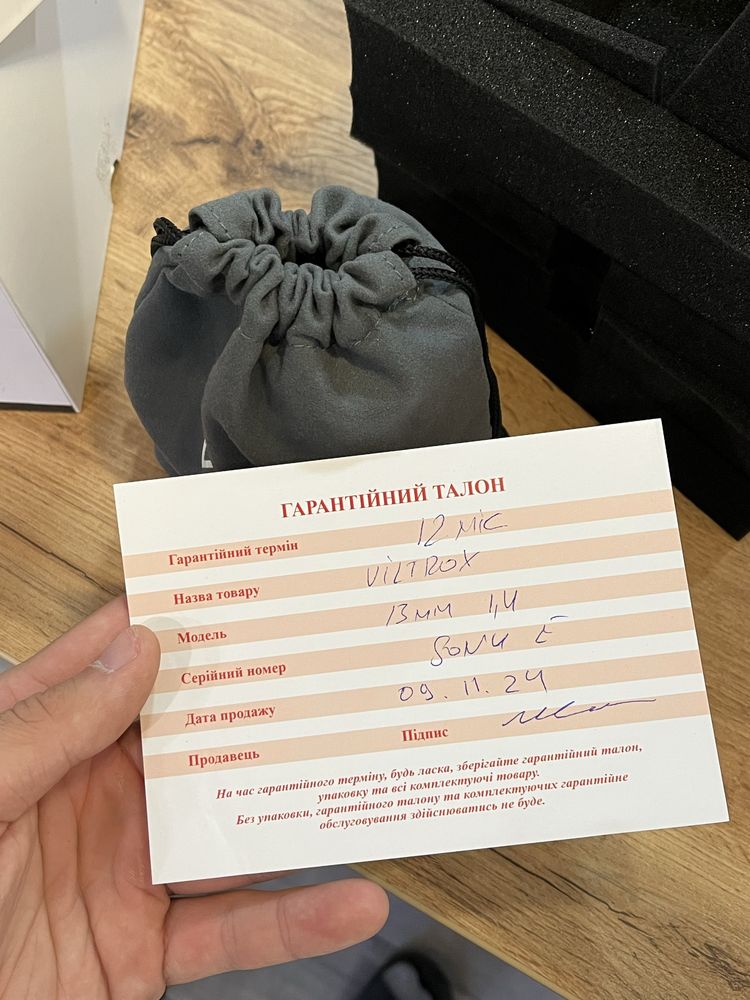 ГАРАНТІЙНИЙ ТАЛОН
Гарантійний термін 12 міс
Назва товару VILTROX
Модель 13мм 1,4
Серійний номер SONY E
Дата продажу 09.11.24
Продавець Підпис
На час гарантійного терміну, будь ласка, зберігайте гарантійний талон,
упаковку та всі комплектуючі товару.
Без упаковки, гарантійного талону та комплектуючих гарантійне
обслуговування здійснюватись не буде.